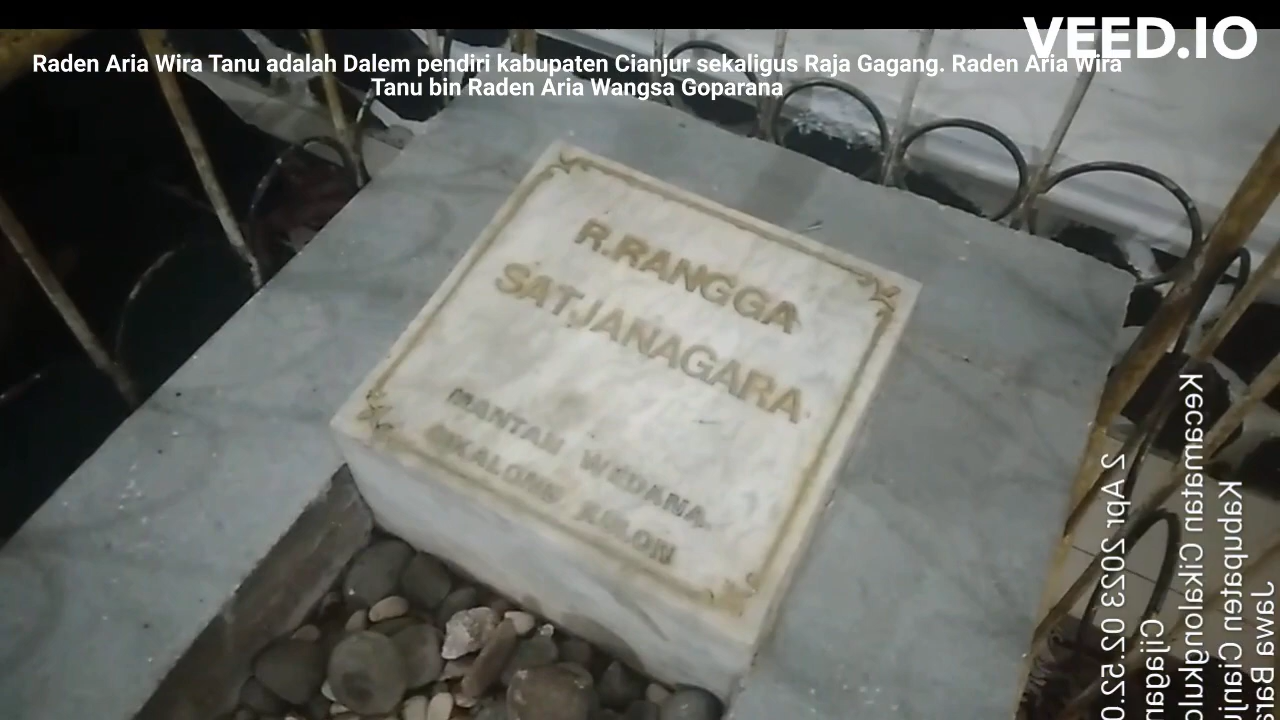 VEED.IO
Raden Aria Wira Tanu adalah Dalem pendiri kabupaten Cianjur sekaligus Raja Gagang. Raden Aria Wira
Tanu bin Raden Aria Wangsa Goparana
R.RANGGA
SATJANAGARA
MANTAN WEDANA
CIKALONG KULON
2 Apr 2023 02.52.0
Cijagan
Kecamatan Cikalongkulo
Kabupaten Cianju
Jawa Bara